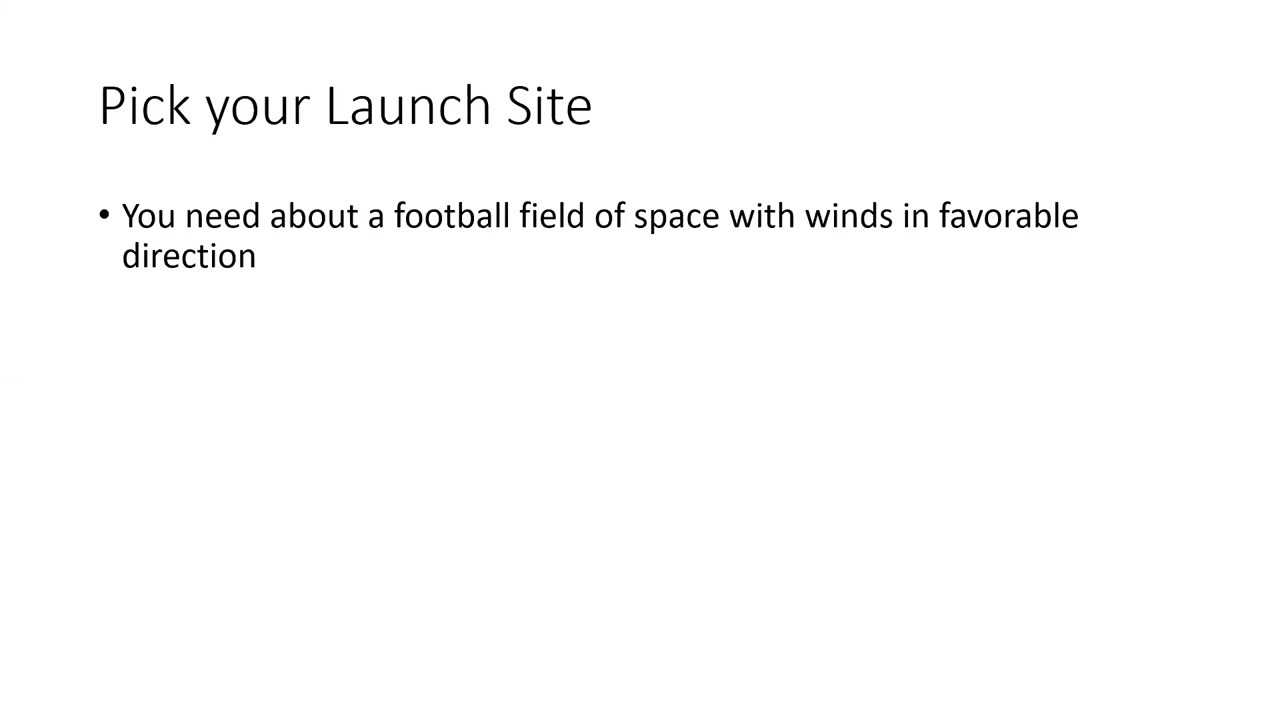 Pick your Launch Site
• You need about a football field of space with winds in favorable
direction